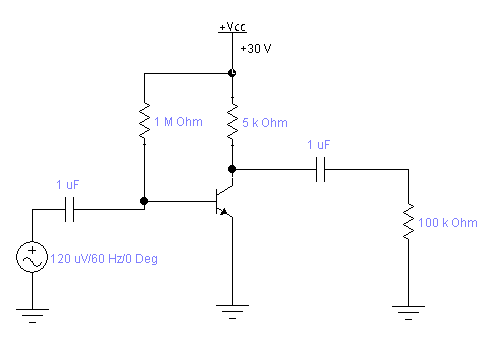 +Vcc
+30 V
1 M Ohm
5 k Ohm
1 uF
1 uF
100 k Ohm
+
120 uV/60 Hz/0 Deg